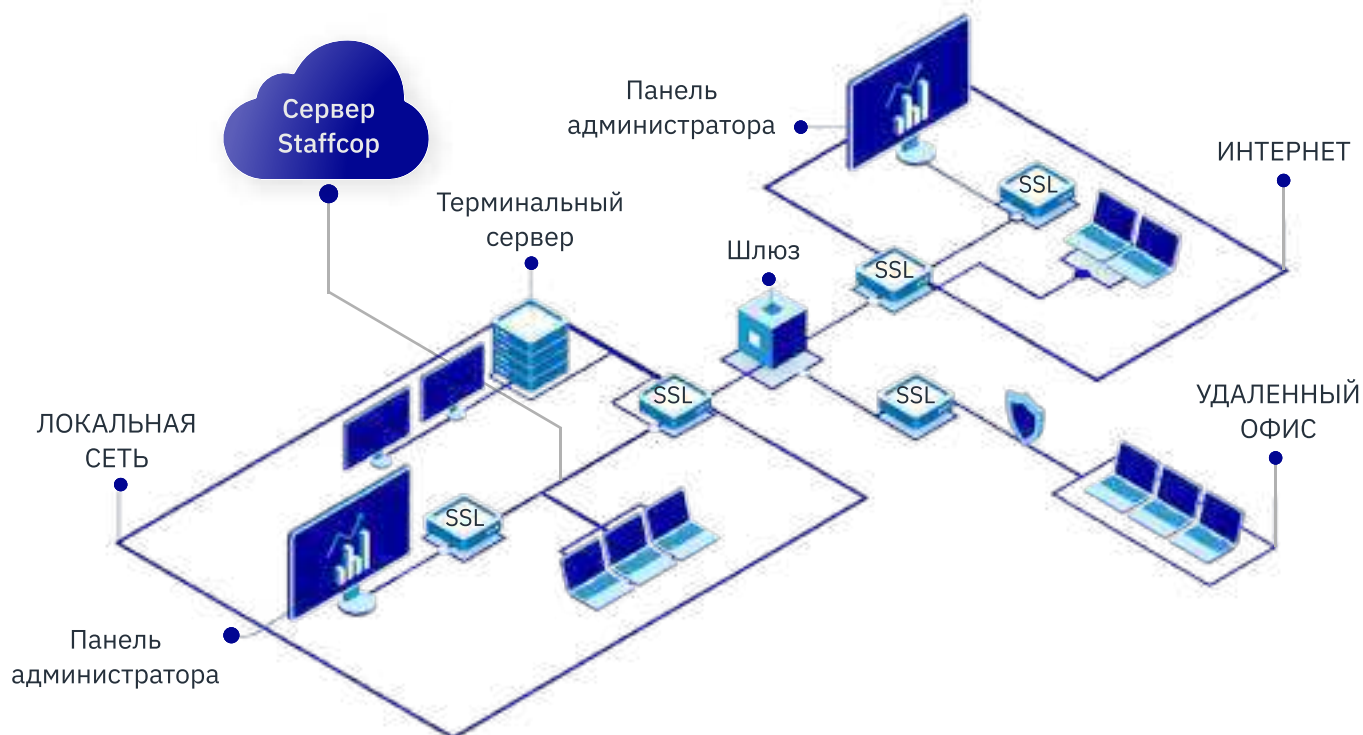 Сервер
Staffcop
Панель
администратора
ИНТЕРНЕТ
SSL
Терминальный
сервер
Шлюз
SSL
SSL
SSL
УДАЛЕННЫЙ
ОФИС
ЛОКАЛЬНАЯ
СЕТЬ
SSL
Панель
администратора